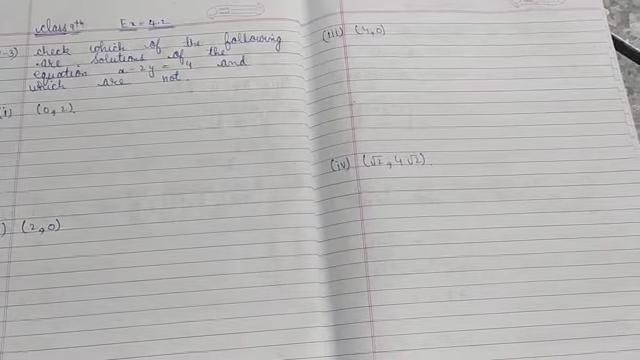 class 9th Ex = 4.2
-3) check which of the following
are solutions of the
equation x-2y = 4 and
which are not.
(i) (0,2)
) (2,0)
(iii) (4,0)
(iv) (√2, 4√2).